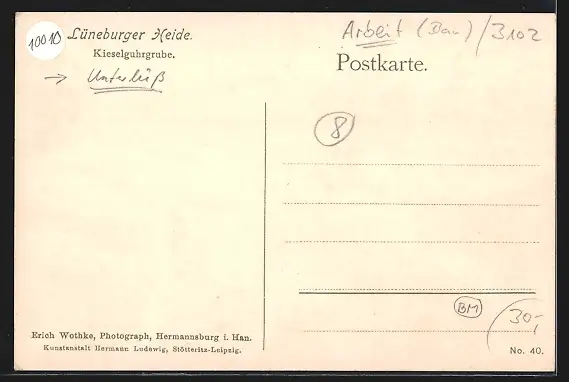 10010
Lüneburger Heide.
Kieselguhrgrube.
→ Unterlüß
Arbeit (Bau) / 3102
Postkarte.
8
BM
30,-
Erich Wothke, Photograph, Hermannsburg i. Han.
Kunstanstalt Hermann Ludewig, Stötteritz-Leipzig.
No. 40.